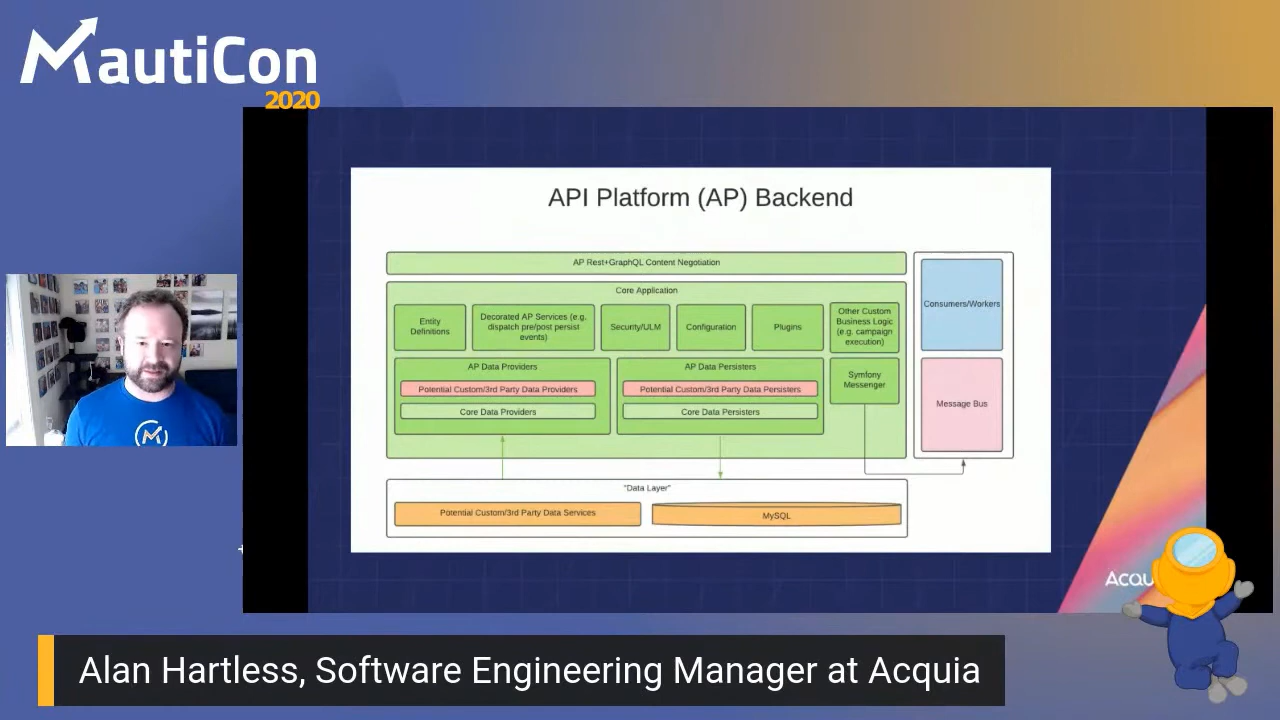 MautiCon
2020
API Platform (AP) Backend
AP Rest+GraphQL Content Negotiation
Core Application
Entity
Definitions
Decorated AP Services (e.g.
dispatch pre/post persist
events)
Security/ULM
Configuration
Plugins
Other Custom
Business Logic
(e.g. campaign
execution)
AP Data Providers
Potential Custom/3rd Party Data Providers
Core Data Providers
AP Data Persisters
Potential Custom/3rd Party Data Persisters
Core Data Persisters
Symfony
Messenger
Consumers/Workers
Message Bus
"Data Layer"
Potential Custom/3rd Party Data Services
MySQL
Acqu
Alan Hartless, Software Engineering Manager at Acquia